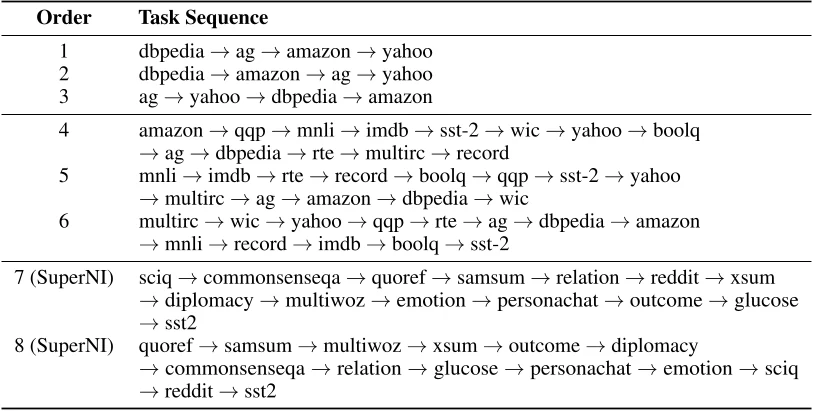 Order Task Sequence
1 dbpedia → ag → amazon → yahoo
2 dbpedia → amazon → ag → yahoo
3 ag → yahoo → dbpedia → amazon
4 amazon → qqp → mnli → imdb → sst-2 → wic → yahoo → boolq
→ ag → dbpedia → rte → multirc → record
5 mnli → imdb → rte → record → boolq → qqp → sst-2 → yahoo
→ multirc → ag → amazon → dbpedia → wic
6 multirc → wic → yahoo → qqp → rte → ag → dbpedia → amazon
→ mnli → record → imdb → boolq → sst-2
7 (SuperNI) sciq → commonsenseqa → quoref → samsum → relation → reddit → xsum
→ diplomacy → multiwoz → emotion → personachat → outcome → glucose
→ sst2
8 (SuperNI) quoref → samsum → multiwoz → xsum → outcome → diplomacy
→ commonsenseqa → relation → glucose → personachat → emotion → sciq
→ reddit → sst2